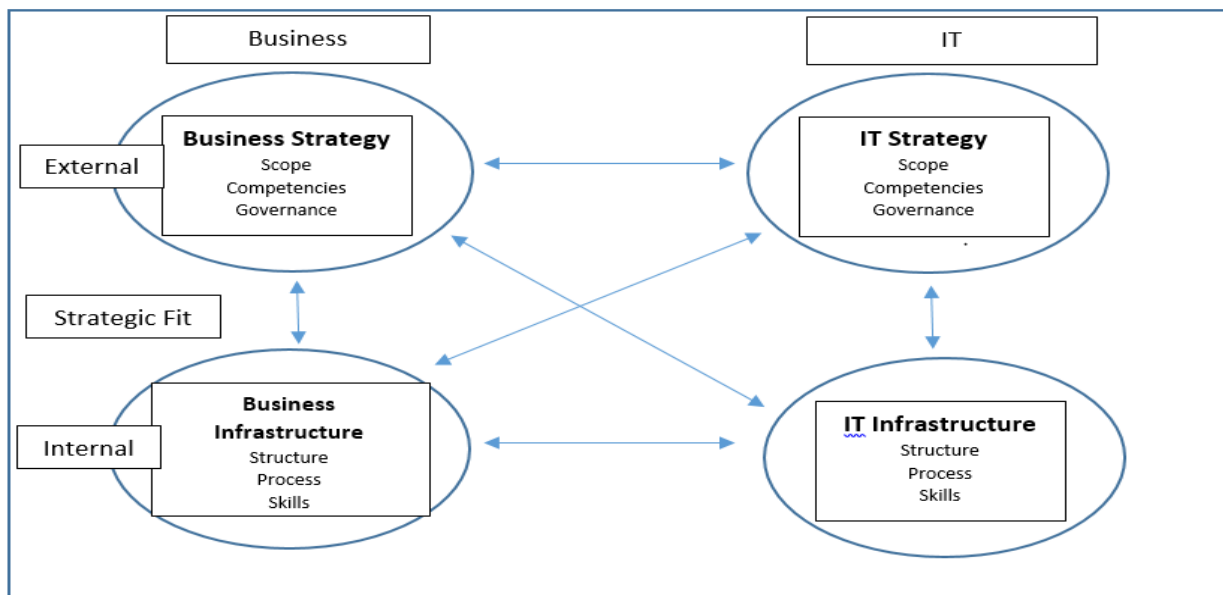 Business
IT
External
Business Strategy
Scope
Competencies
Governance
IT Strategy
Scope
Competencies
Governance
Strategic Fit
Internal
Business
Infrastructure
Structure
Process
Skills
IT Infrastructure
Structure
Process
Skills